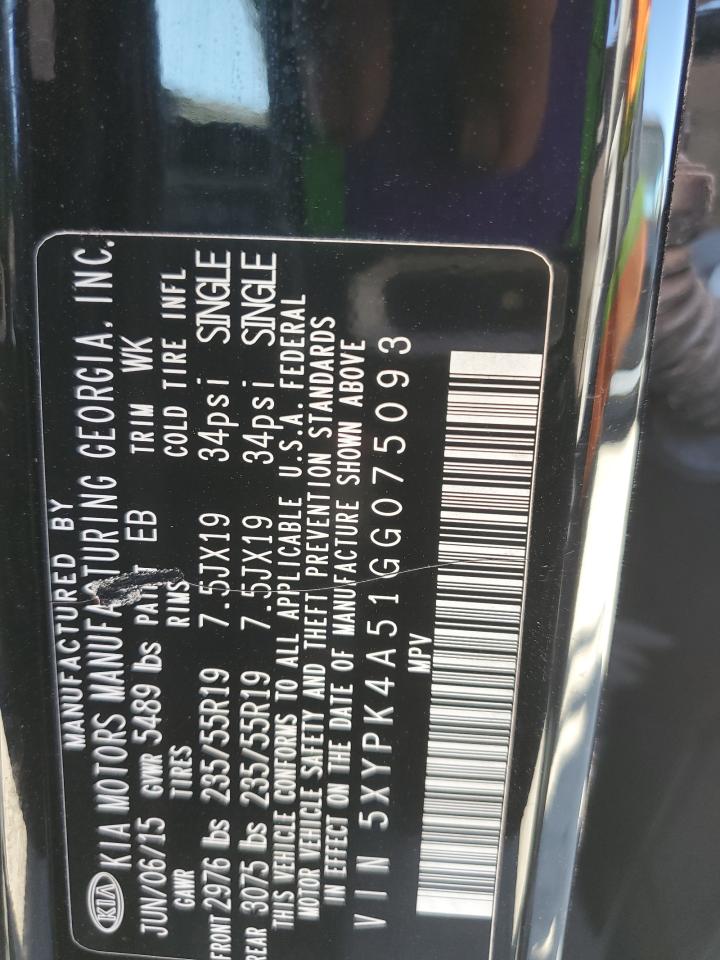 MANUFACTURED BY
KIA KIA MOTORS MANUFACTURING GEORGIA, INC.
JUN/06/15 GVWR 5489 lbs PAINT EB TRIM WK
GAWR TIRES RIMS COLD TIRE INFL
FRONT 2976 lbs 235/55R19 7.5JX19 34psi SINGLE
REAR 3075 lbs 235/55R19 7.5JX19 34psi SINGLE
THIS VEHICLE CONFORMS TO ALL APPLICABLE U.S.A. FEDERAL
MOTOR VEHICLE SAFETY AND THEFT PREVENTION STANDARDS
IN EFFECT ON THE DATE OF MANUFACTURE SHOWN ABOVE
VIN 5XYPK4A51GG075093
MPV